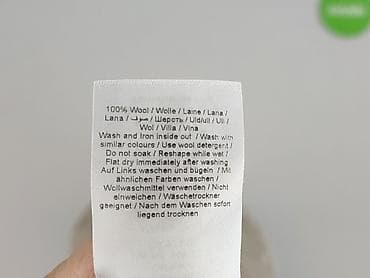 100% Wool / Wolle / Laine / Lana /
Lana / صوف / Шерсть / Uld/ull / Ull /
Wol / Villa / Vina
Wash and Iron inside out / Wash with
similar colours / Use wool detergent /
Do not soak / Reshape while wet /
Flat dry immediately after washing
Auf Links waschen und bügeln / Mit
ähnlichen Farben waschen /
Wollwaschmittel verwenden / Nicht
einweichen / Wäschetrockner
geeignet / Nach dem Waschen sofort
liegend trocknen